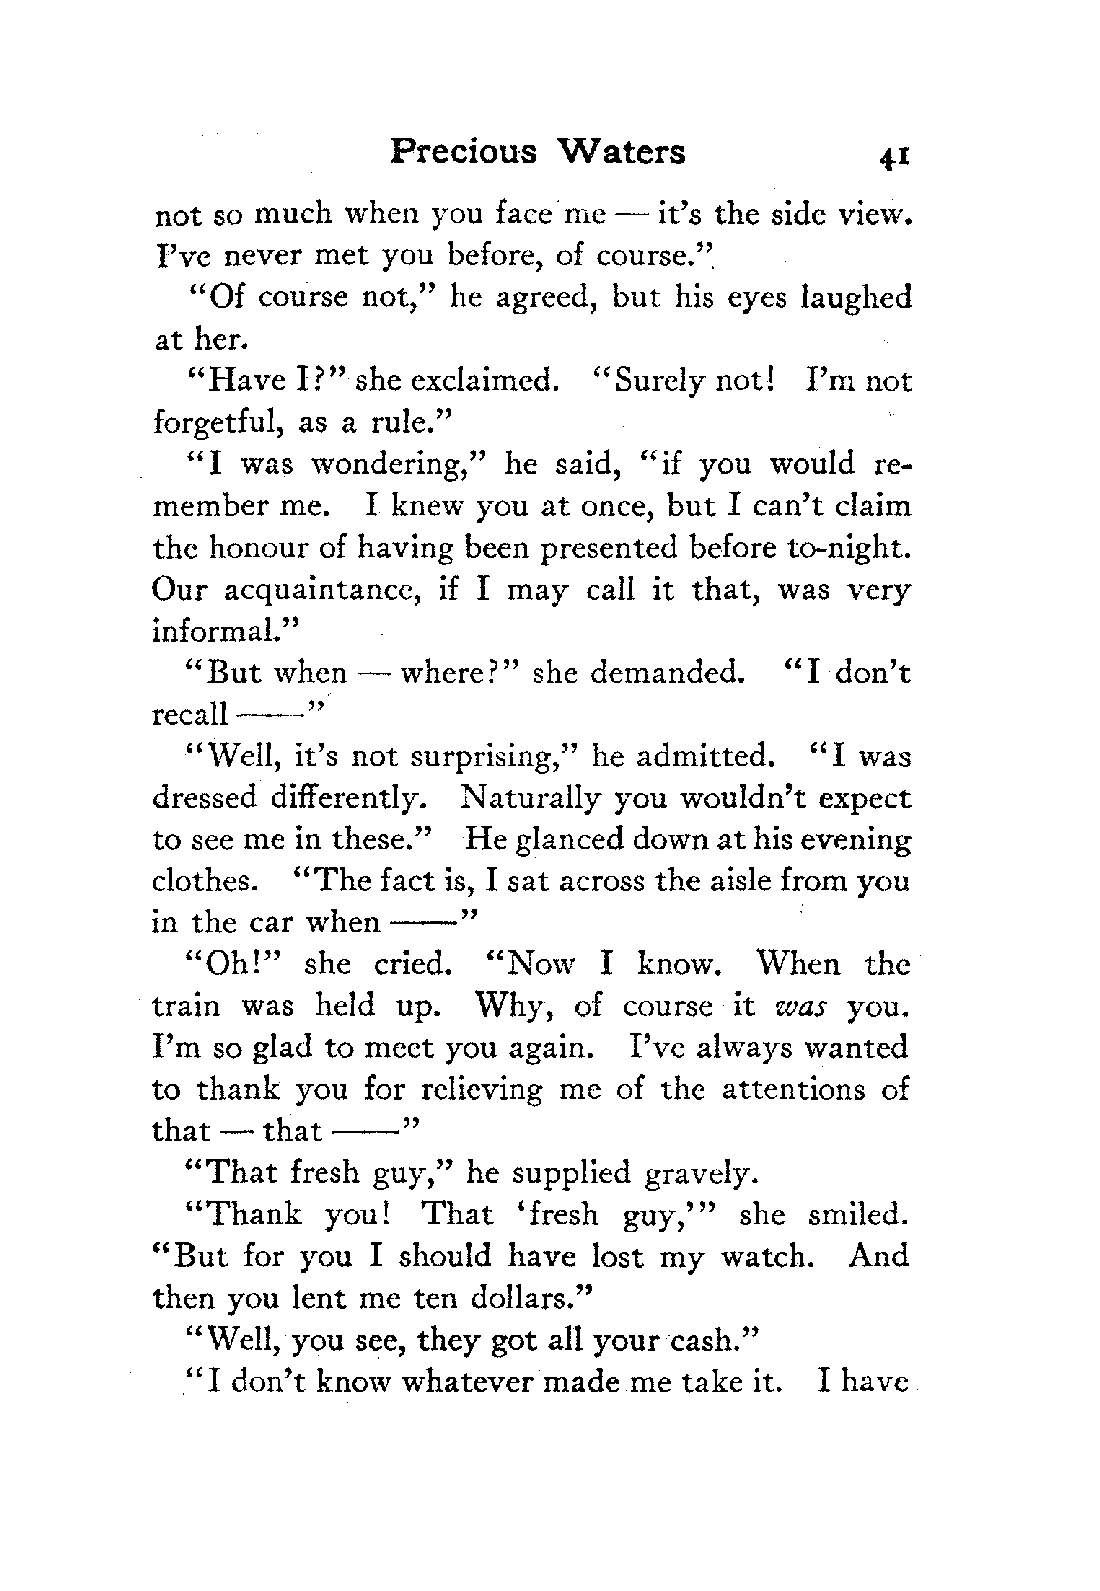 Precious Waters 41
not so much when you face me — it's the side view.
I've never met you before, of course."
"Of course not," he agreed, but his eyes laughed
at her.
"Have I?" she exclaimed. "Surely not! I'm not
forgetful, as a rule."
"I was wondering," he said, "if you would re-
member me. I knew you at once, but I can't claim
the honour of having been presented before to-night.
Our acquaintance, if I may call it that, was very
informal."
"But when — where?" she demanded. "I don't
recall ——"
"Well, it's not surprising," he admitted. "I was
dressed differently. Naturally you wouldn't expect
to see me in these." He glanced down at his evening
clothes. "The fact is, I sat across the aisle from you
in the car when ——"
"Oh!" she cried. "Now I know. When the
train was held up. Why, of course it was you.
I'm so glad to meet you again. I've always wanted
to thank you for relieving me of the attentions of
that — that ——"
"That fresh guy," he supplied gravely.
"Thank you! That 'fresh guy,'" she smiled.
"But for you I should have lost my watch. And
then you lent me ten dollars."
"Well, you see, they got all your cash."
"I don't know whatever made me take it. I have